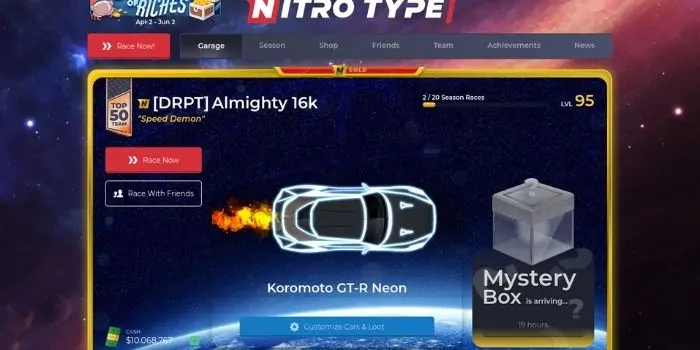 OF RICHES
Apr 2 - Jun 2
NITRO TYPE
Race Now!
Garage
Season
Shop
Friends
Team
Achievements
News
N GOLD
TOP
50
TEAM
N [DRPT] Almighty 16k
"Speed Demon"
2 / 20 Season Races
LVL 95
Race Now
Race With Friends
Koromoto GT-R Neon
Customize Cars & Loot
Mystery
Box is arriving...
?
19 hours
CASH
$10,068,767